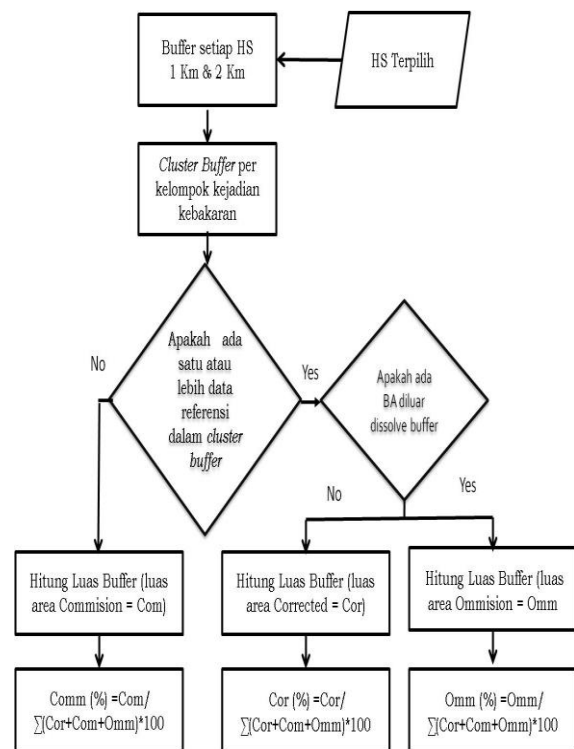 Buffer setiap HS
1 Km & 2 Km
HS Terpilih
Cluster Buffer per
kelompok kejadian
kebakaran
Apakah ada
satu atau
lebih data
referensi
dalam cluster
buffer
No
Yes
Apakah ada
BA diluar
dissolve buffer
No
Yes
Hitung Luas Buffer (luas
area Commision = Com)
Hitung Luas Buffer (luas
area Corrected = Cor)
Hitung Luas Buffer (luas
area Ommision = Omm
Comm (%) =Com/
∑(Cor+Com+Omm)*100
Cor (%) =Cor/
∑(Cor+Com+Omm)*100
Omm (%) =Omm/
∑(Cor+Com+Omm)*100